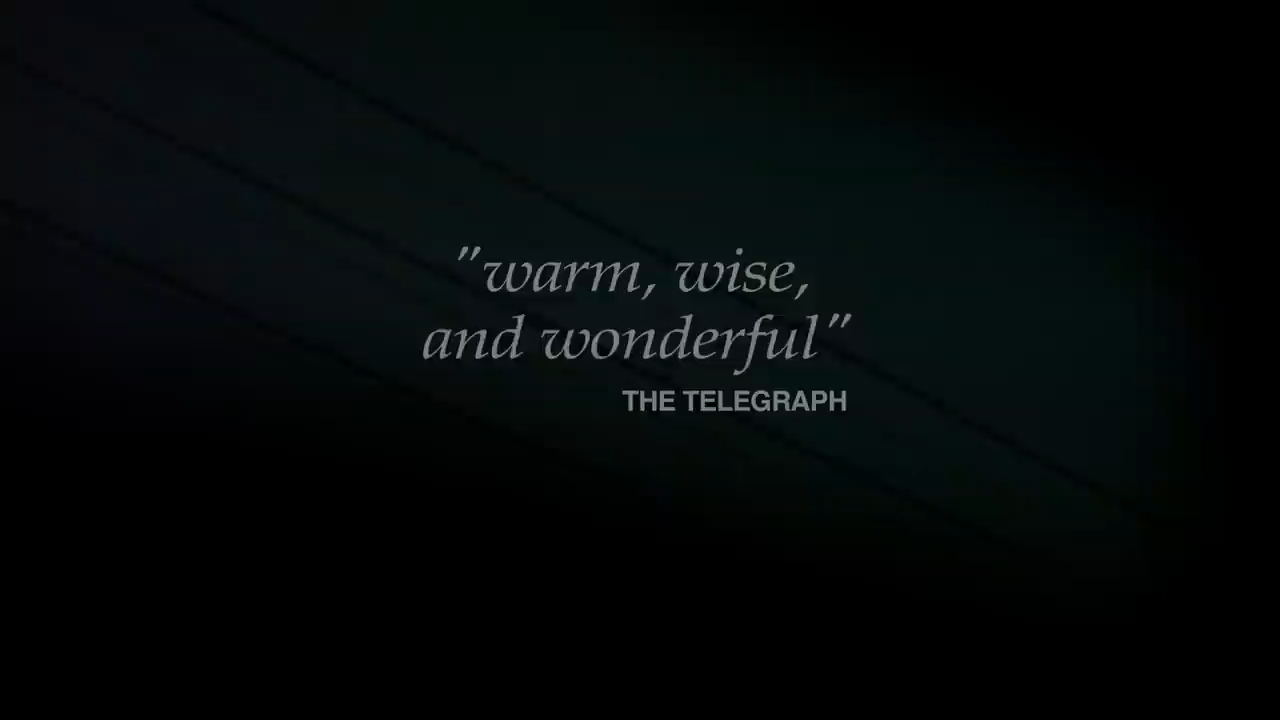 "warm, wise,
and wonderful"
THE TELEGRAPH